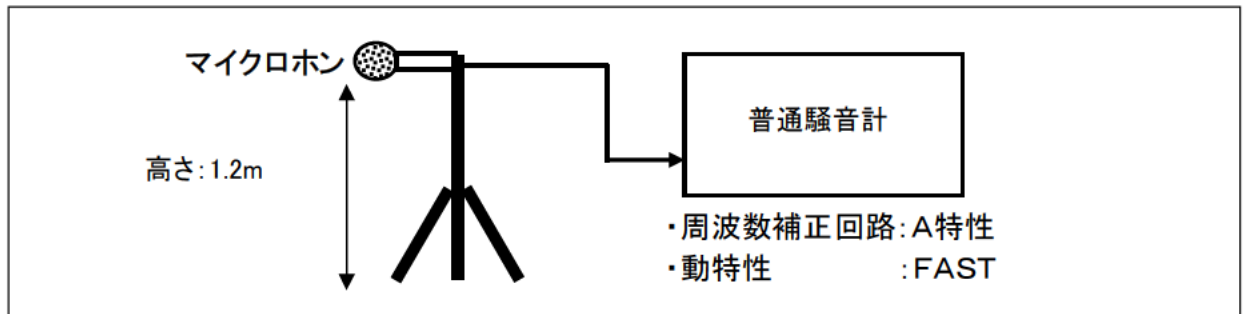 マイクロホン
普通騒音計
高さ:1.2m
・周波数補正回路:A特性
・動特性　　　　:FAST